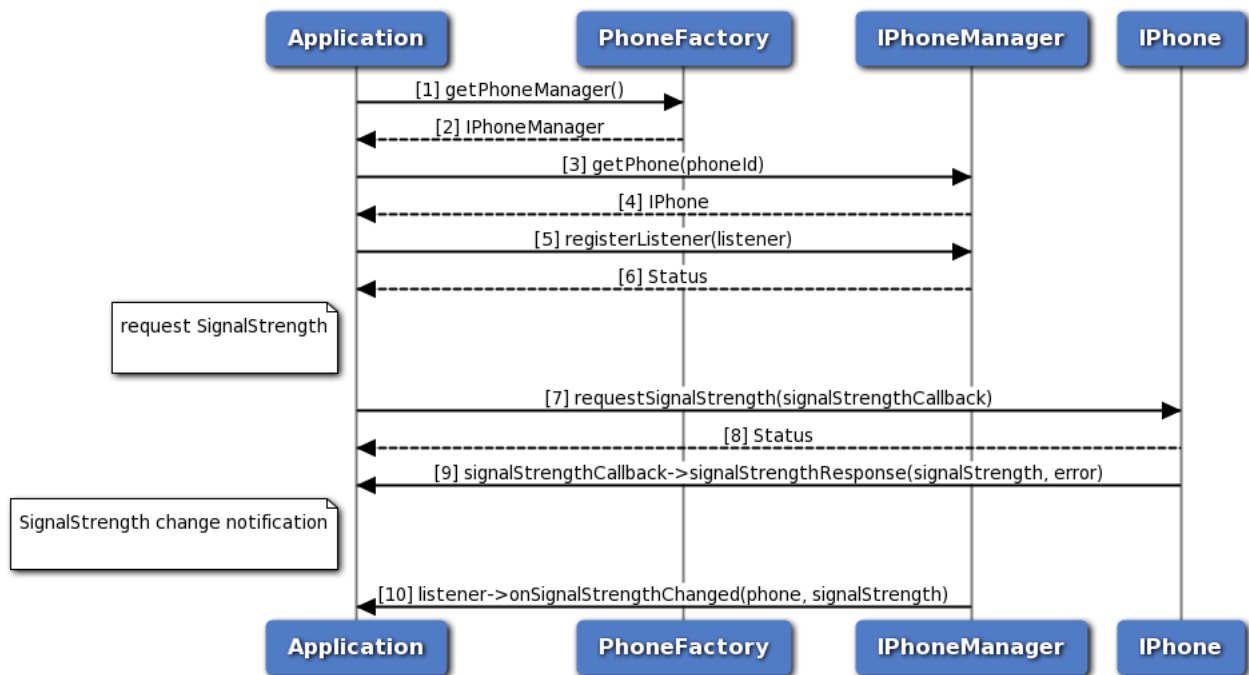 Application
PhoneFactory
IPhoneManager
IPhone
[1] getPhoneManager()
[2] IPhoneManager
[3] getPhone(phoneId)
[4] IPhone
[5] registerListener(listener)
[6] Status
request SignalStrength
[7] requestSignalStrength(signalStrengthCallback)
[8] Status
[9] signalStrengthCallback->signalStrengthResponse(signalStrength, error)
SignalStrength change notification
[10] listener->onSignalStrengthChanged(phone, signalStrength)
Application
PhoneFactory
IPhoneManager
IPhone